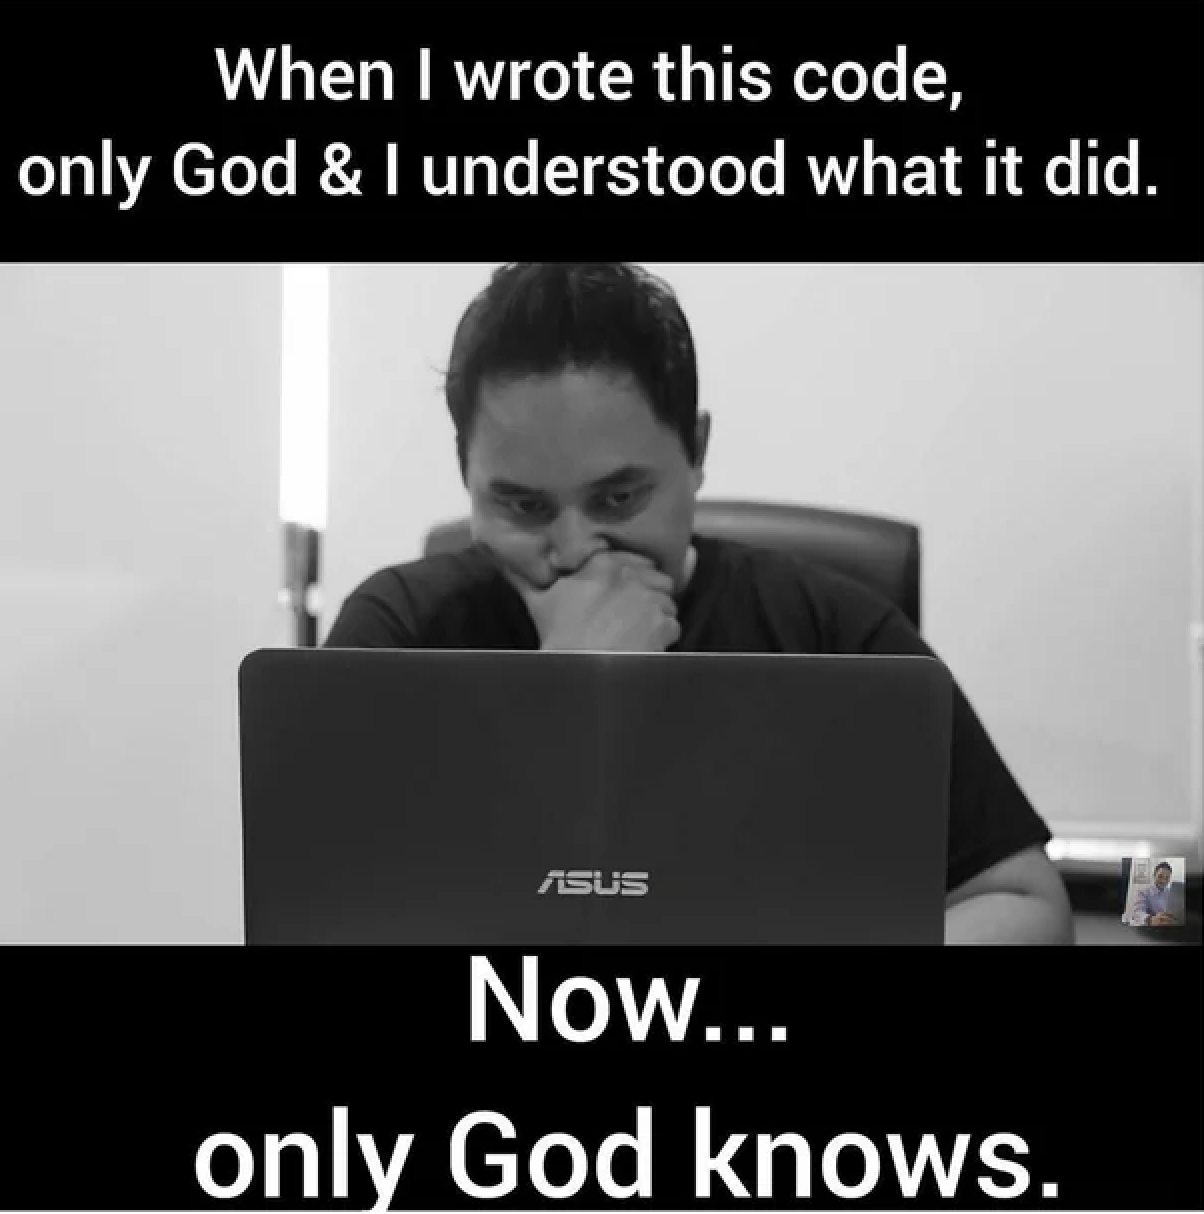 When I wrote this code,
only God & I understood what it did.
ASUS
Now...
only God knows.